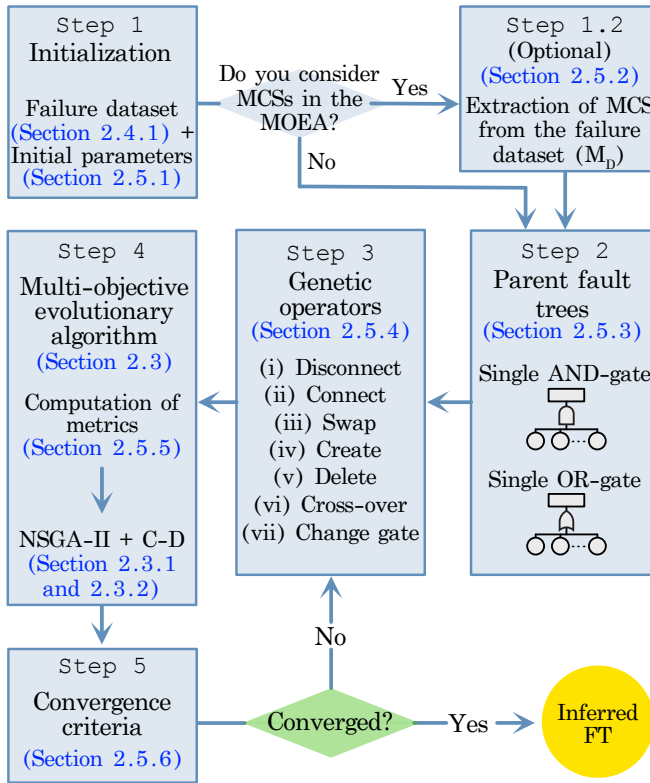 Step 1
Initialization
Failure dataset
(Section 2.4.1) +
Initial parameters
(Section 2.5.1)
Do you consider
MCSs in the
MOEA?
Yes
No
Step 1.2
(Optional)
(Section 2.5.2)
Extraction of MCS
from the failure
dataset (M_D)
Step 2
Parent fault
trees
(Section 2.5.3)
Single AND-gate
Single OR-gate
Step 3
Genetic
operators
(Section 2.5.4)
(i) Disconnect
(ii) Connect
(iii) Swap
(iv) Create
(v) Delete
(vi) Cross-over
(vii) Change gate
Step 4
Multi-objective
evolutionary
algorithm
(Section 2.3)
Computation of
metrics
(Section 2.5.5)
NSGA-II + C-D
(Section 2.3.1
and 2.3.2)
Step 5
Convergence
criteria
(Section 2.5.6)
No
Converged?
Yes
Inferred
FT